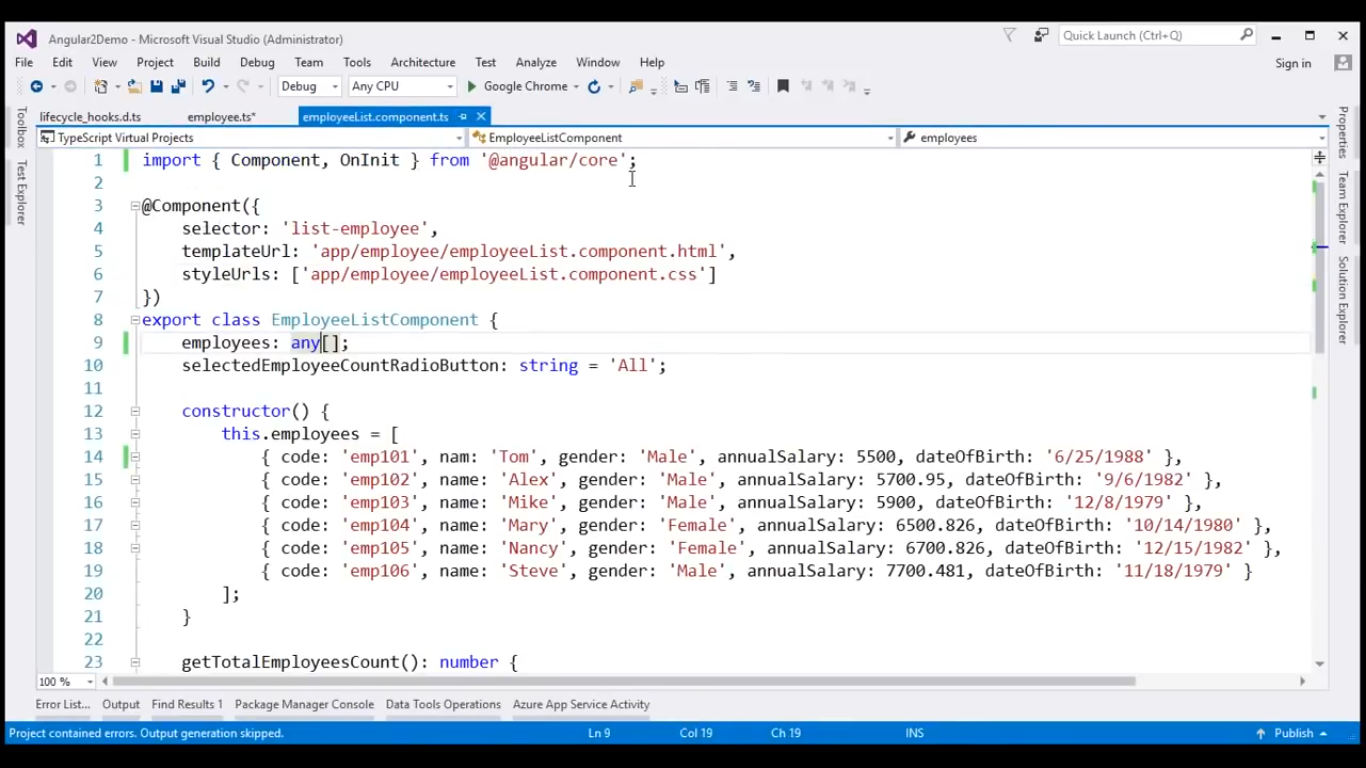 Angular2Demo - Microsoft Visual Studio (Administrator)
Quick Launch (Ctrl+Q)
File Edit View Project Build Debug Team Tools Architecture Test Analyze Window Help
Sign in
Debug Any CPU Google Chrome
Toolbox
Test Explorer
lifecycle_hooks.d.ts employee.ts* employeeList.component.ts
TypeScript Virtual Projects EmployeeListComponent employees
1 import { Component, OnInit } from '@angular/core';
2
3 @Component({
4 selector: 'list-employee',
5 templateUrl: 'app/employee/employeeList.component.html',
6 styleUrls: ['app/employee/employeeList.component.css']
7 })
8 export class EmployeeListComponent {
9 employees: any[];
10 selectedEmployeeCountRadioButton: string = 'All';
11
12 constructor() {
13 this.employees = [
14 { code: 'emp101', nam: 'Tom', gender: 'Male', annualSalary: 5500, dateOfBirth: '6/25/1988' },
15 { code: 'emp102', name: 'Alex', gender: 'Male', annualSalary: 5700.95, dateOfBirth: '9/6/1982' },
16 { code: 'emp103', name: 'Mike', gender: 'Male', annualSalary: 5900, dateOfBirth: '12/8/1979' },
17 { code: 'emp104', name: 'Mary', gender: 'Female', annualSalary: 6500.826, dateOfBirth: '10/14/1980' },
18 { code: 'emp105', name: 'Nancy', gender: 'Female', annualSalary: 6700.826, dateOfBirth: '12/15/1982' },
19 { code: 'emp106', name: 'Steve', gender: 'Male', annualSalary: 7700.481, dateOfBirth: '11/18/1979' }
20 ];
21 }
22
23 getTotalEmployeesCount(): number {
Properties
Team Explorer
Solution Explorer
100 %
Error List... Output Find Results 1 Package Manager Console Data Tools Operations Azure App Service Activity
Project contained errors. Output generation skipped. Ln 9 Col 19 Ch 19 INS Publish